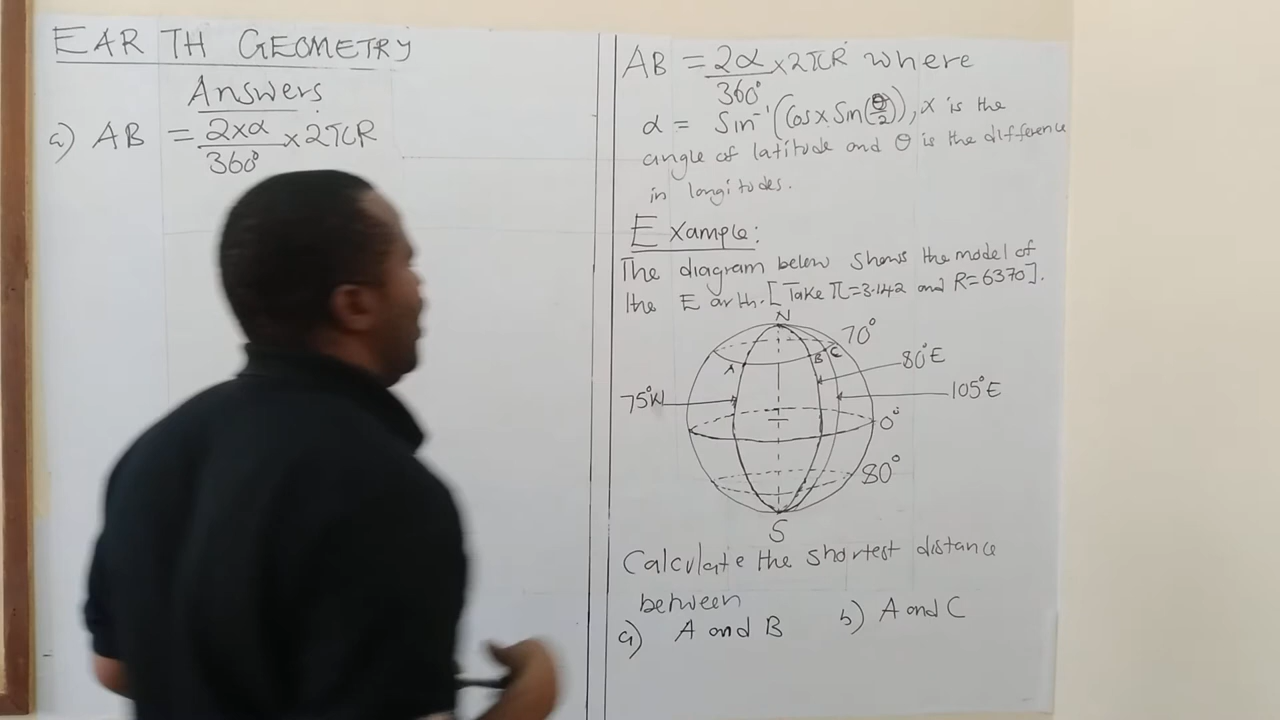 EARTH GEOMETRY
Answers
a) AB = 2xα/360° x 2πR
AB = 2α/360° x 2πR where
α = Sin⁻¹(Cosx Sin(θ/2)), x is the
angle of latitude and θ is the difference
in longitudes.
Example:
The diagram below shows the model of
the Earth. [Take π=3.142 and R=6370].
N
70°
B C
A
80°E
75°W
105°E
0°
80°
S
Calculate the shortest distance
between
a) A and B b) A and C